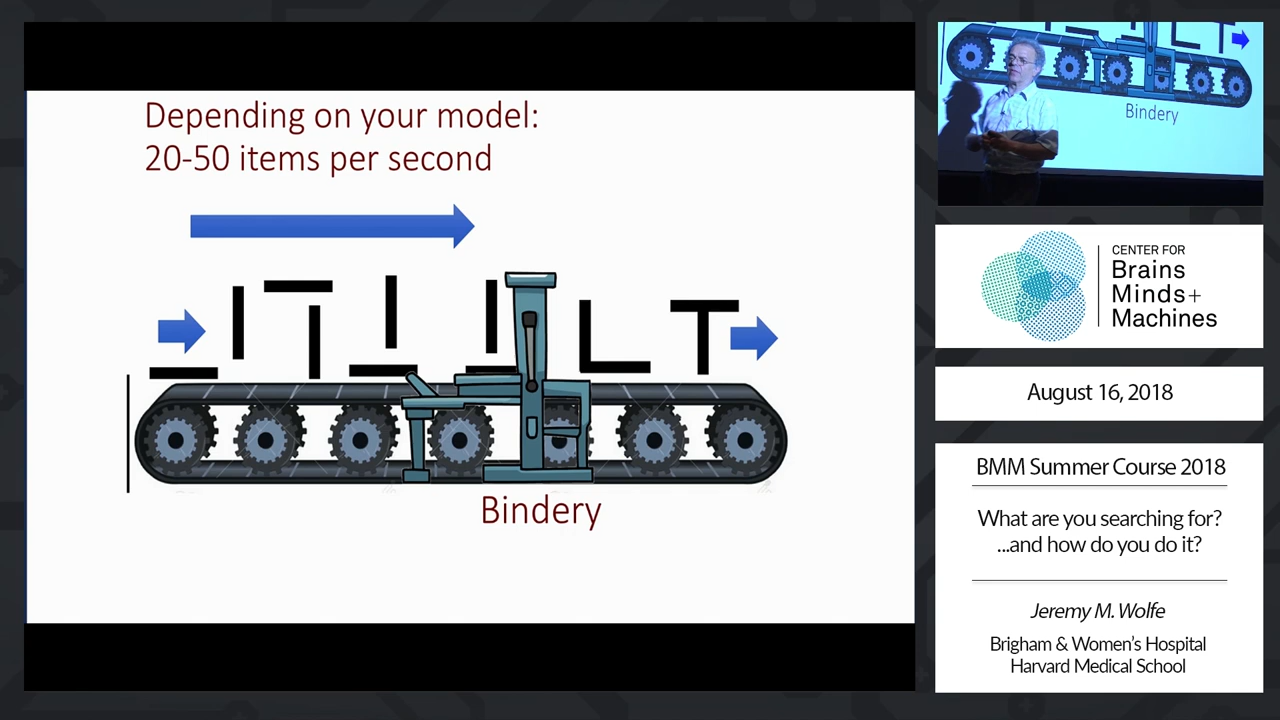 Depending on your model:
20-50 items per second
L T
Bindery
Bindery
CENTER FOR
Brains
Minds+
Machines
August 16, 2018
BMM Summer Course 2018
What are you searching for?
...and how do you do it?
Jeremy M. Wolfe
Brigham & Women's Hospital
Harvard Medical School